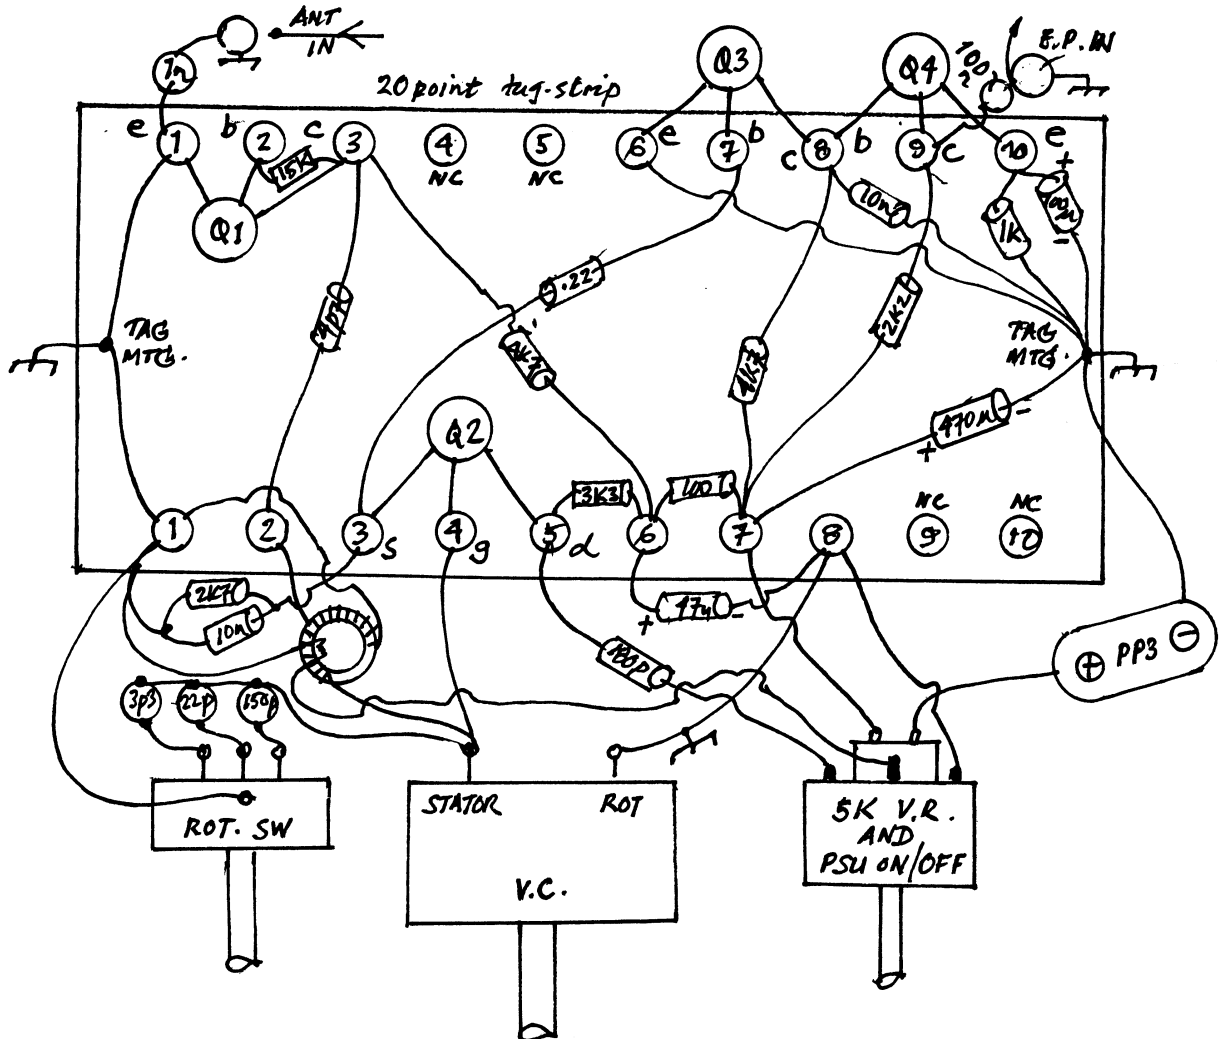 ANT
IN
1n
E.P. IN
100
Q3
Q4
20 point tag-strip
e
1
b
2
c
3
4
NC
5
NC
6
e
7
b
c
8
b
9
c
10
e
+
15K
Q1
10n
1K
100u
-
.22
4p7
2K2
4K7
TAG
MTG.
TAG
MTG.
470u
-
+
Q2
3K3
100
1
2
3
s
4
g
5
d
6
7
8
NC
9
NC
10
2K7
10n
+
47u
-
100p
+
PP3
-
3p3
22p
150p
STATOR
ROT
ROT. SW
V.C.
5K V.R.
AND
PSU ON/OFF